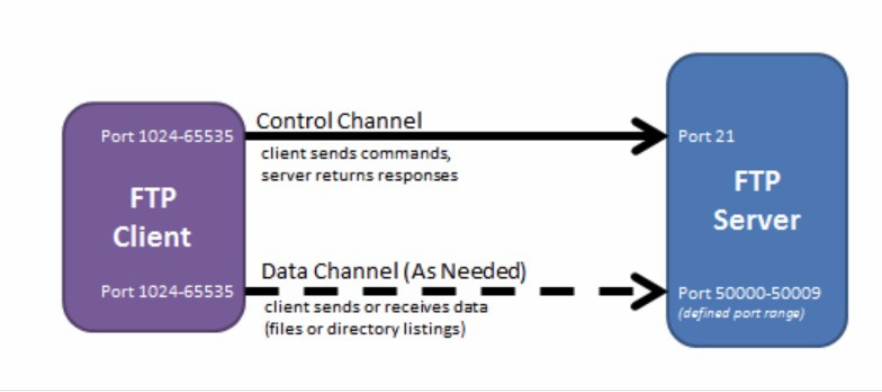 Control Channel
Port 1024-65535
Port 21
client sends commands,
server returns responses
FTP
Client
FTP
Server
Data Channel (As Needed)
Port 1024-65535
Port 50000-50009
(defined port range)
client sends or receives data
(files or directory listings)